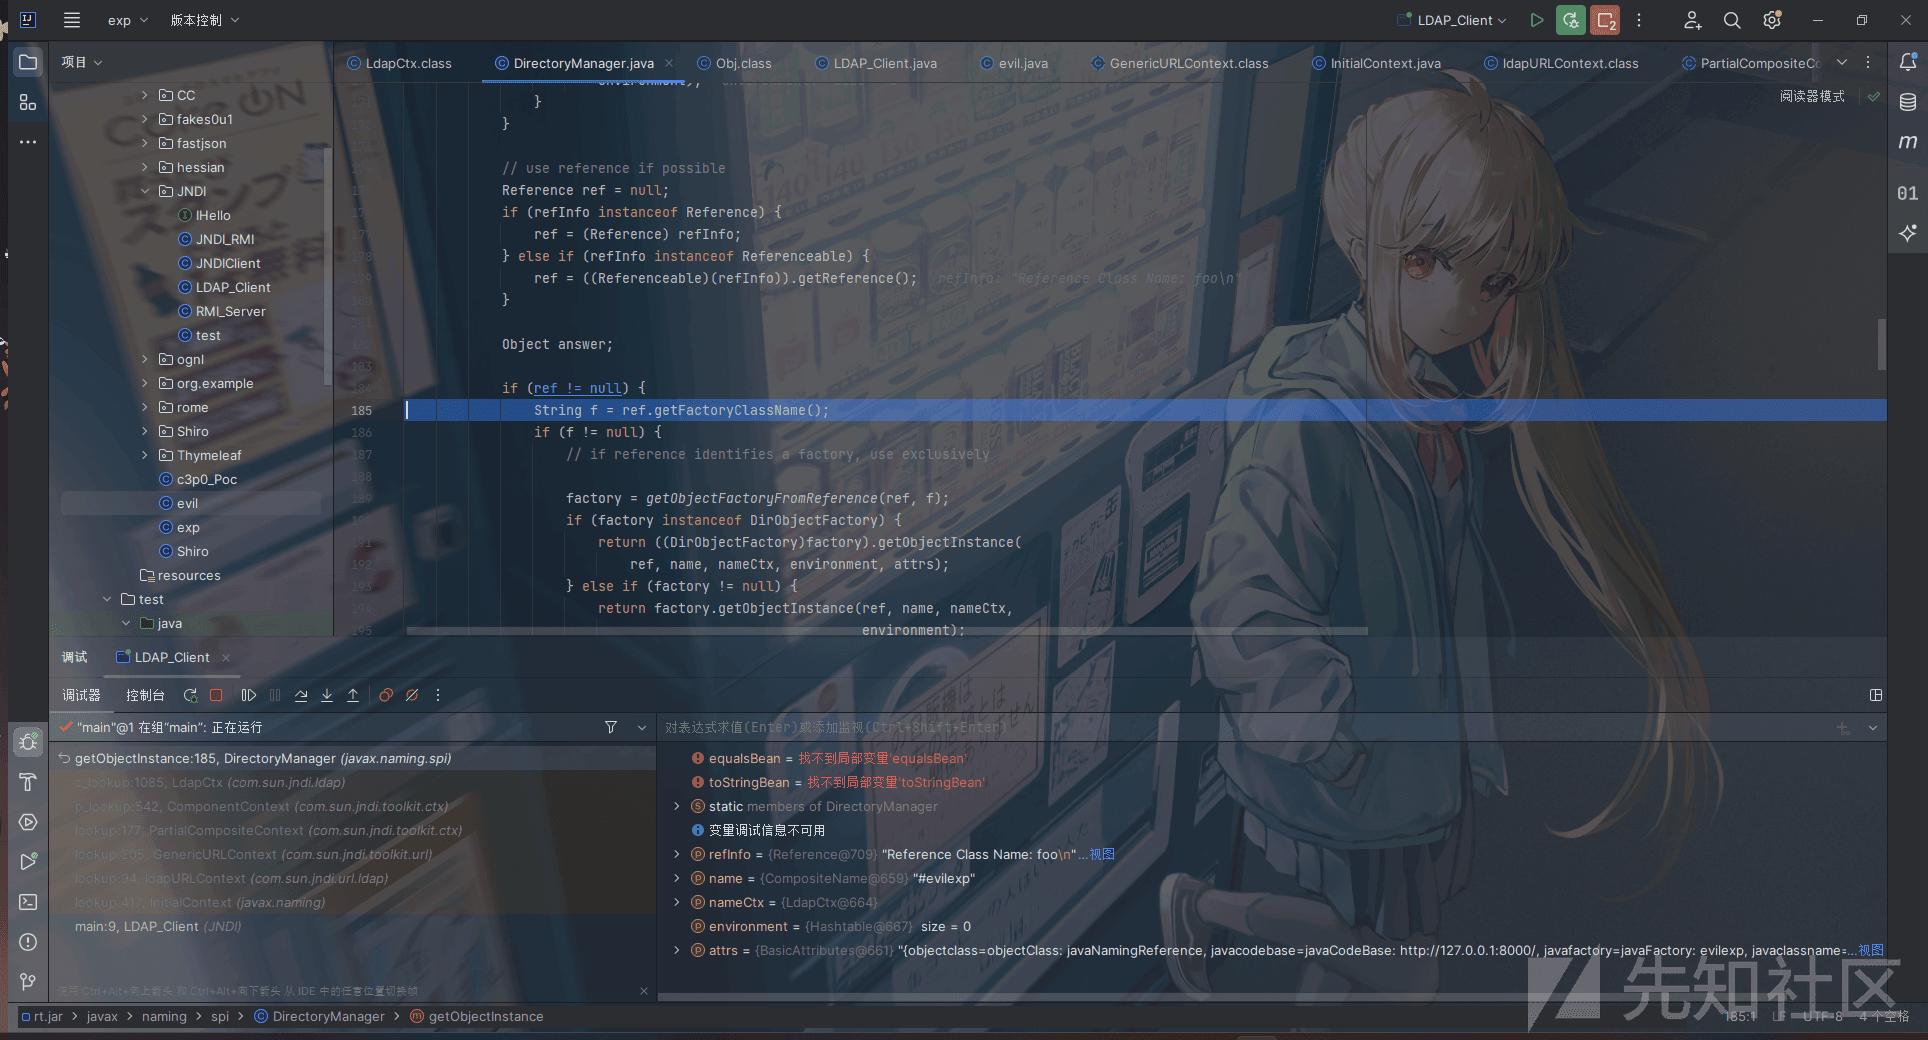 exp
版本控制
LDAP_Client
项目
LdapCtx.class
DirectoryManager.java
Obj.class
LDAP_Client.java
evil.java
GenericURLContext.class
InitialContext.java
ldapURLContext.class
PartialCompositeCo
阅读器模式
CC
fakes0u1
fastjson
hessian
JNDI
IHello
JNDI_RMI
JNDIClient
LDAP_Client
RMI_Server
test
ognl
org.example
rome
Shiro
Thymeleaf
c3p0_Poc
evil
exp
Shiro
resources
test
java
}
}
// use reference if possible
Reference ref = null;
if (refInfo instanceof Reference) {
ref = (Reference) refInfo;
} else if (refInfo instanceof Referenceable) {
ref = ((Referenceable)(refInfo)).getReference(); refInfo: "Reference Class Name: foo\n"
}
Object answer;
if (ref != null) {
185 String f = ref.getFactoryClassName();
186 if (f != null) {
187 // if reference identifies a factory, use exclusively
188
189 factory = getObjectFactoryFromReference(ref, f);
190 if (factory instanceof DirObjectFactory) {
191 return ((DirObjectFactory)factory).getObjectInstance(
192 ref, name, nameCtx, environment, attrs);
193 } else if (factory != null) {
194 return factory.getObjectInstance(ref, name, nameCtx,
195 environment);
调试
LDAP_Client
调试器
控制台
"main"@1 在组"main": 正在运行
getObjectInstance:185, DirectoryManager (javax.naming.spi)
c_lookup:1085, LdapCtx (com.sun.jndi.ldap)
p_lookup:542, ComponentContext (com.sun.jndi.toolkit.ctx)
lookup:177, PartialCompositeContext (com.sun.jndi.toolkit.ctx)
lookup:205, GenericURLContext (com.sun.jndi.toolkit.url)
lookup:94, ldapURLContext (com.sun.jndi.url.ldap)
lookup:417, InitialContext (javax.naming)
main:9, LDAP_Client (JNDI)
使用 Ctrl+Alt+向上箭头 和 Ctrl+Alt+向下箭头 从 IDE 中的任意位置切换帧
对表达式求值(Enter)或添加监视(Ctrl+Shift+Enter)
equalsBean = 找不到局部变量'equalsBean'
toStringBean = 找不到局部变量'toStringBean'
static members of DirectoryManager
变量调试信息不可用
refInfo = {Reference@709} "Reference Class Name: foo\n"...视图
name = {CompositeName@659} "#evilexp"
nameCtx = {LdapCtx@664}
environment = {Hashtable@667} size = 0
attrs = {BasicAttributes@661} "{objectclass=objectClass: javaNamingReference, javacodebase=javaCodeBase: http://127.0.0.1:8000/, javafactory=javaFactory: evilexp, javaclassname=...视图
rt.jar > javax > naming > spi > DirectoryManager > getObjectInstance
185:1 LF UTF-8 4 个空格
先知社区